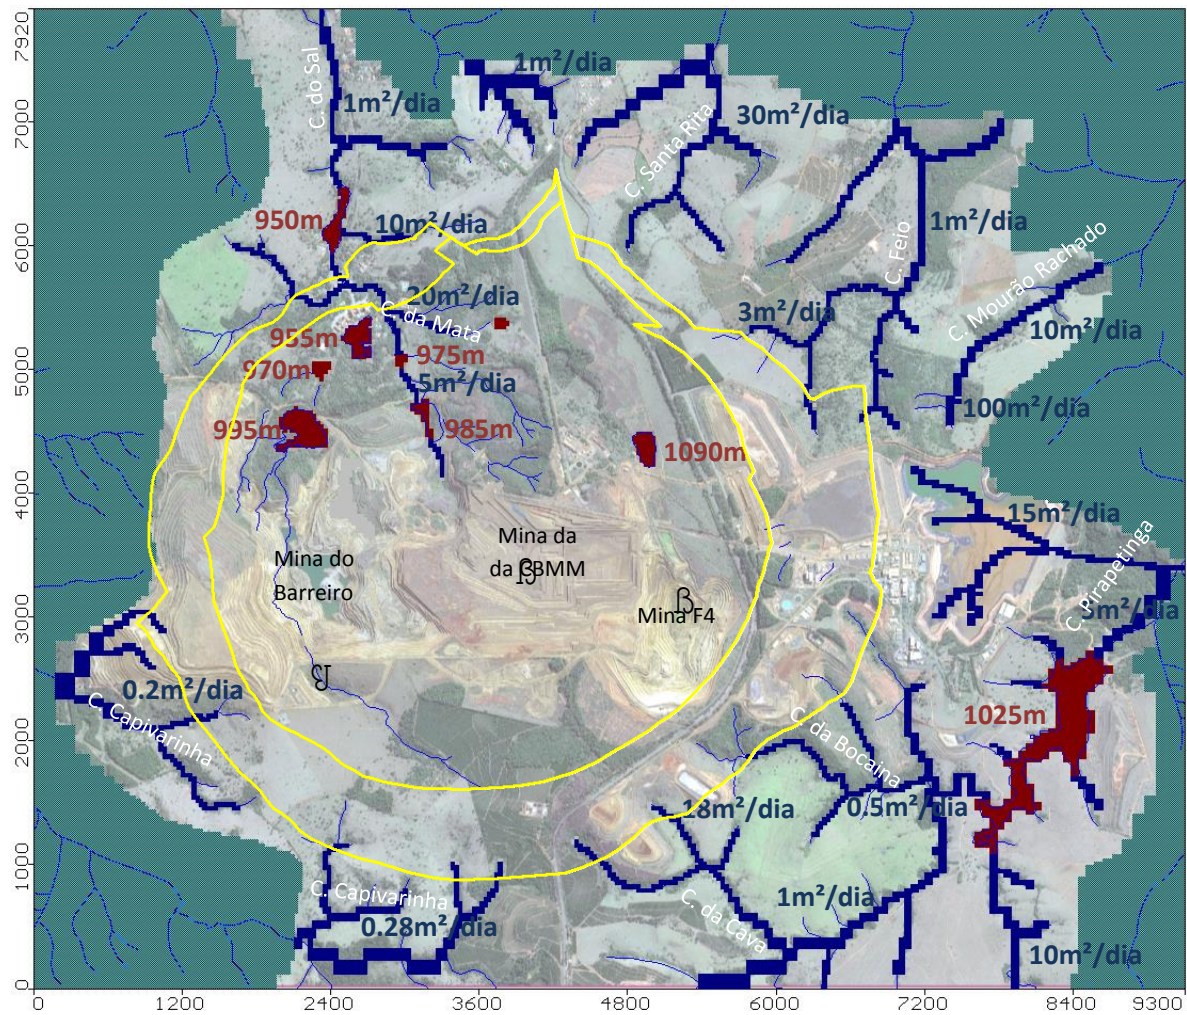 7920
7000
6000
5000
4000
3000
2000
1000
0
0
1200
2400
3600
4800
6000
7200
8400
9300
C. do Sal
1m²/dia
1m²/dia
C. Santa Rita
30m²/dia
950m
10m²/dia
C. Feio
1m²/dia
C. Mourão Rachado
20m²/dia
C. da Mata
3m²/dia
10m²/dia
955m
975m
970m
5m²/dia
100m²/dia
995m
985m
1090m
15m²/dia
C. Pirapetinga
Mina do
Barreiro
Mina da
da CBMM
Mina F4
5m²/dia
0.2m²/dia
C. Capivarinha
1025m
C. da Bocaina
18m²/dia
0.5m²/dia
C. Capivarinha
0.28m²/dia
C. da Cava
1m²/dia
10m²/dia